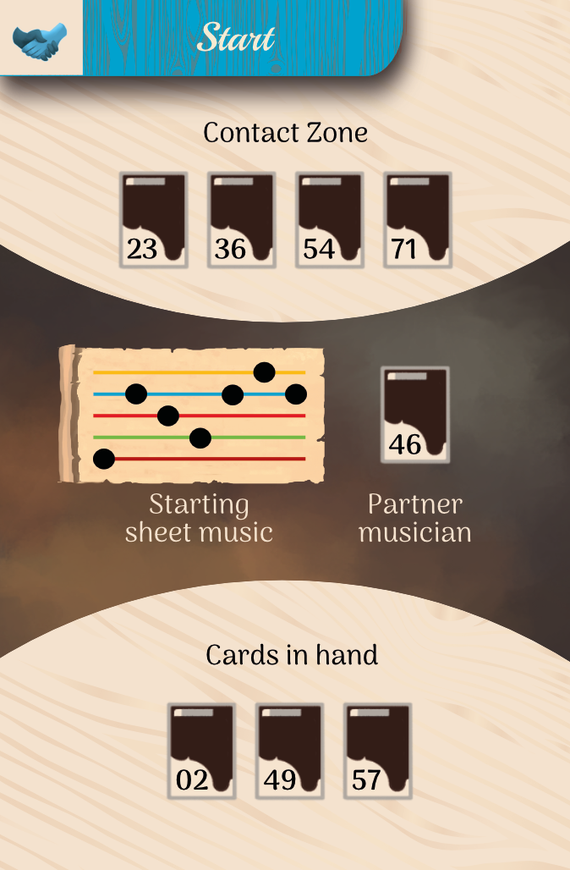 Start
Contact Zone
23 36 54 71
46
Starting
sheet music
Partner
musician
Cards in hand
02 49 57